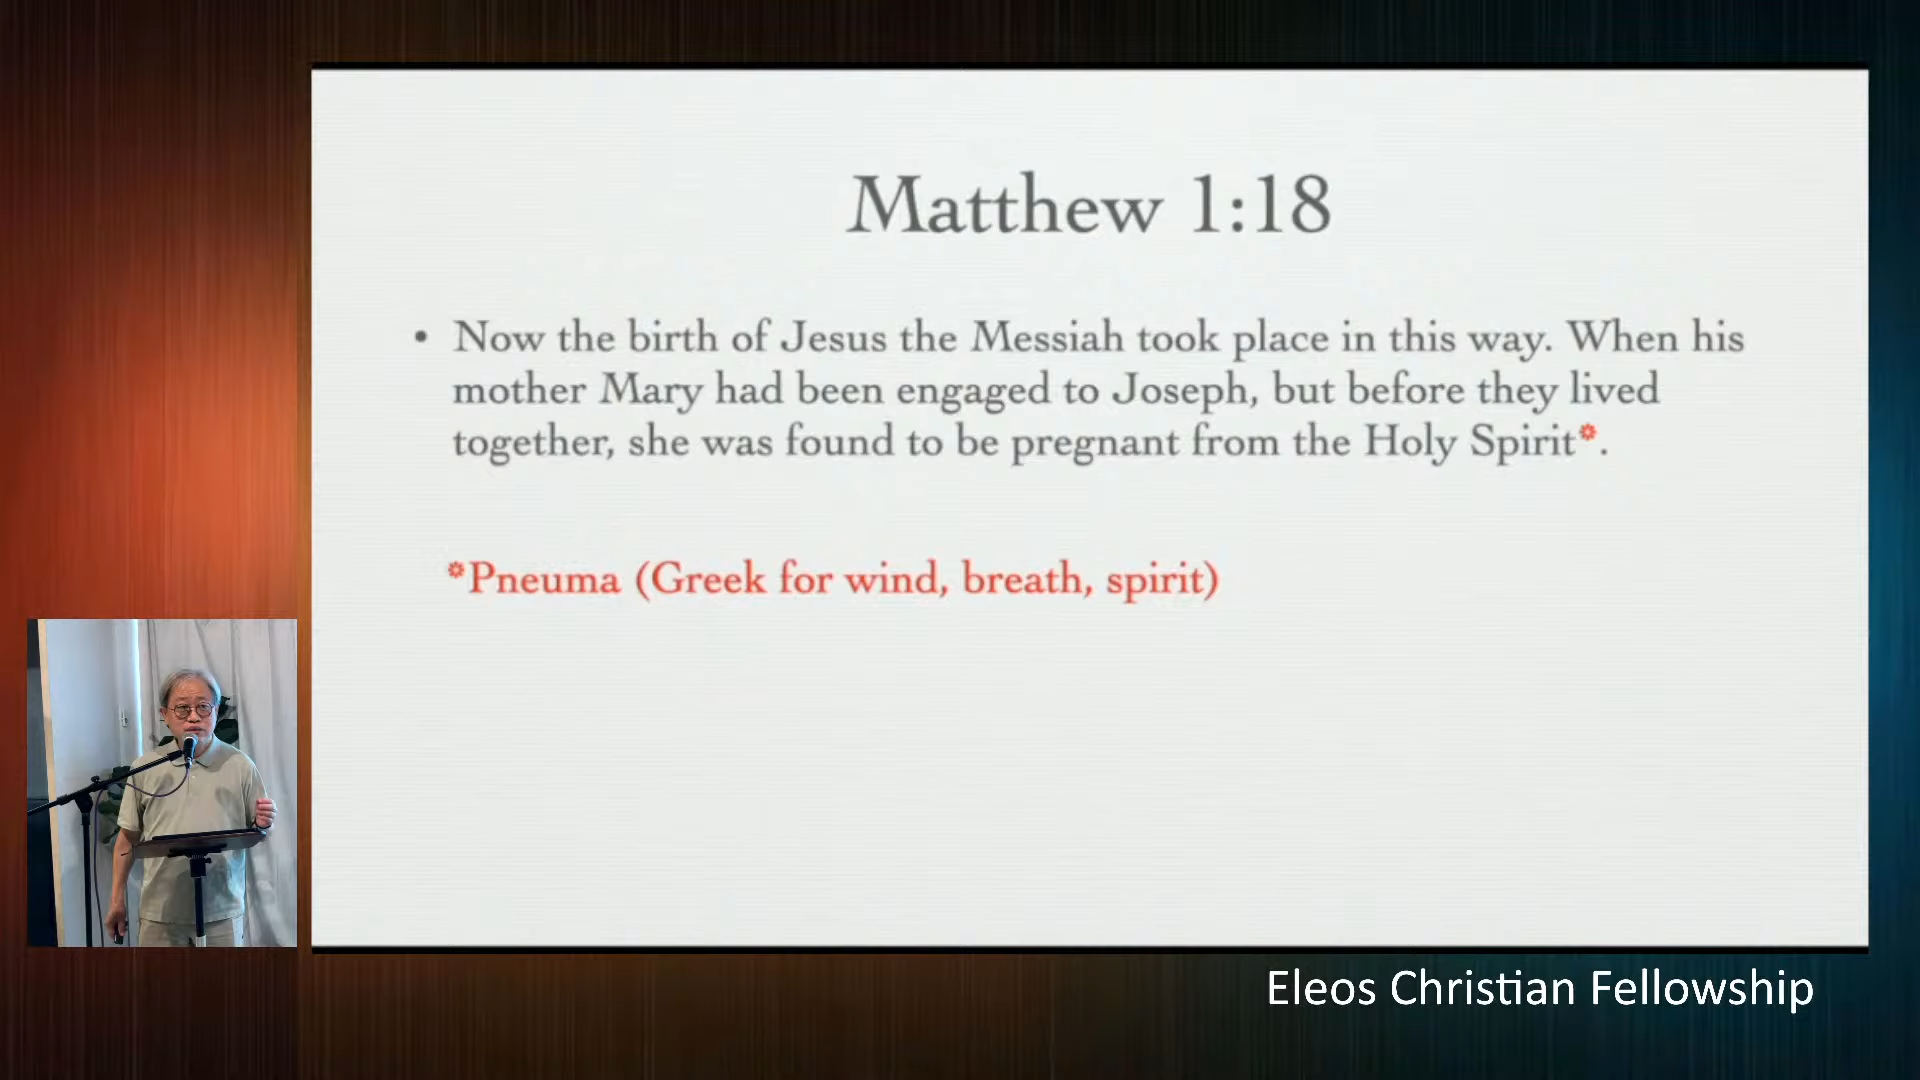 Matthew 1:18
• Now the birth of Jesus the Messiah took place in this way. When his
mother Mary had been engaged to Joseph, but before they lived
together, she was found to be pregnant from the Holy Spirit*.
*Pneuma (Greek for wind, breath, spirit)
Eleos Christian Fellowship